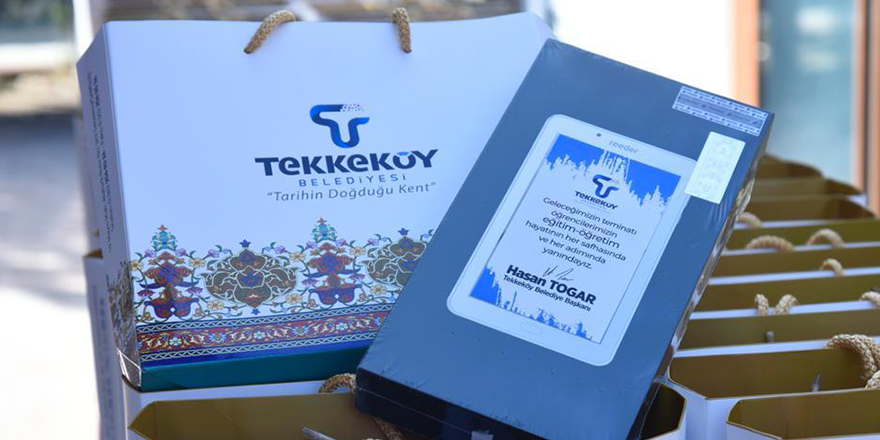 TEKKEKÖY
BELEDİYESİ
"Tarihin Doğduğu Kent"
reeder
TEKKEKÖY
Geleceğimizin teminatı
öğrencilerimizin
eğitim-öğretim
hayatının her safhasında
ve her adımında
yanındayız.
Hasan TOGAR
Tekkeköy Belediye Başkanı